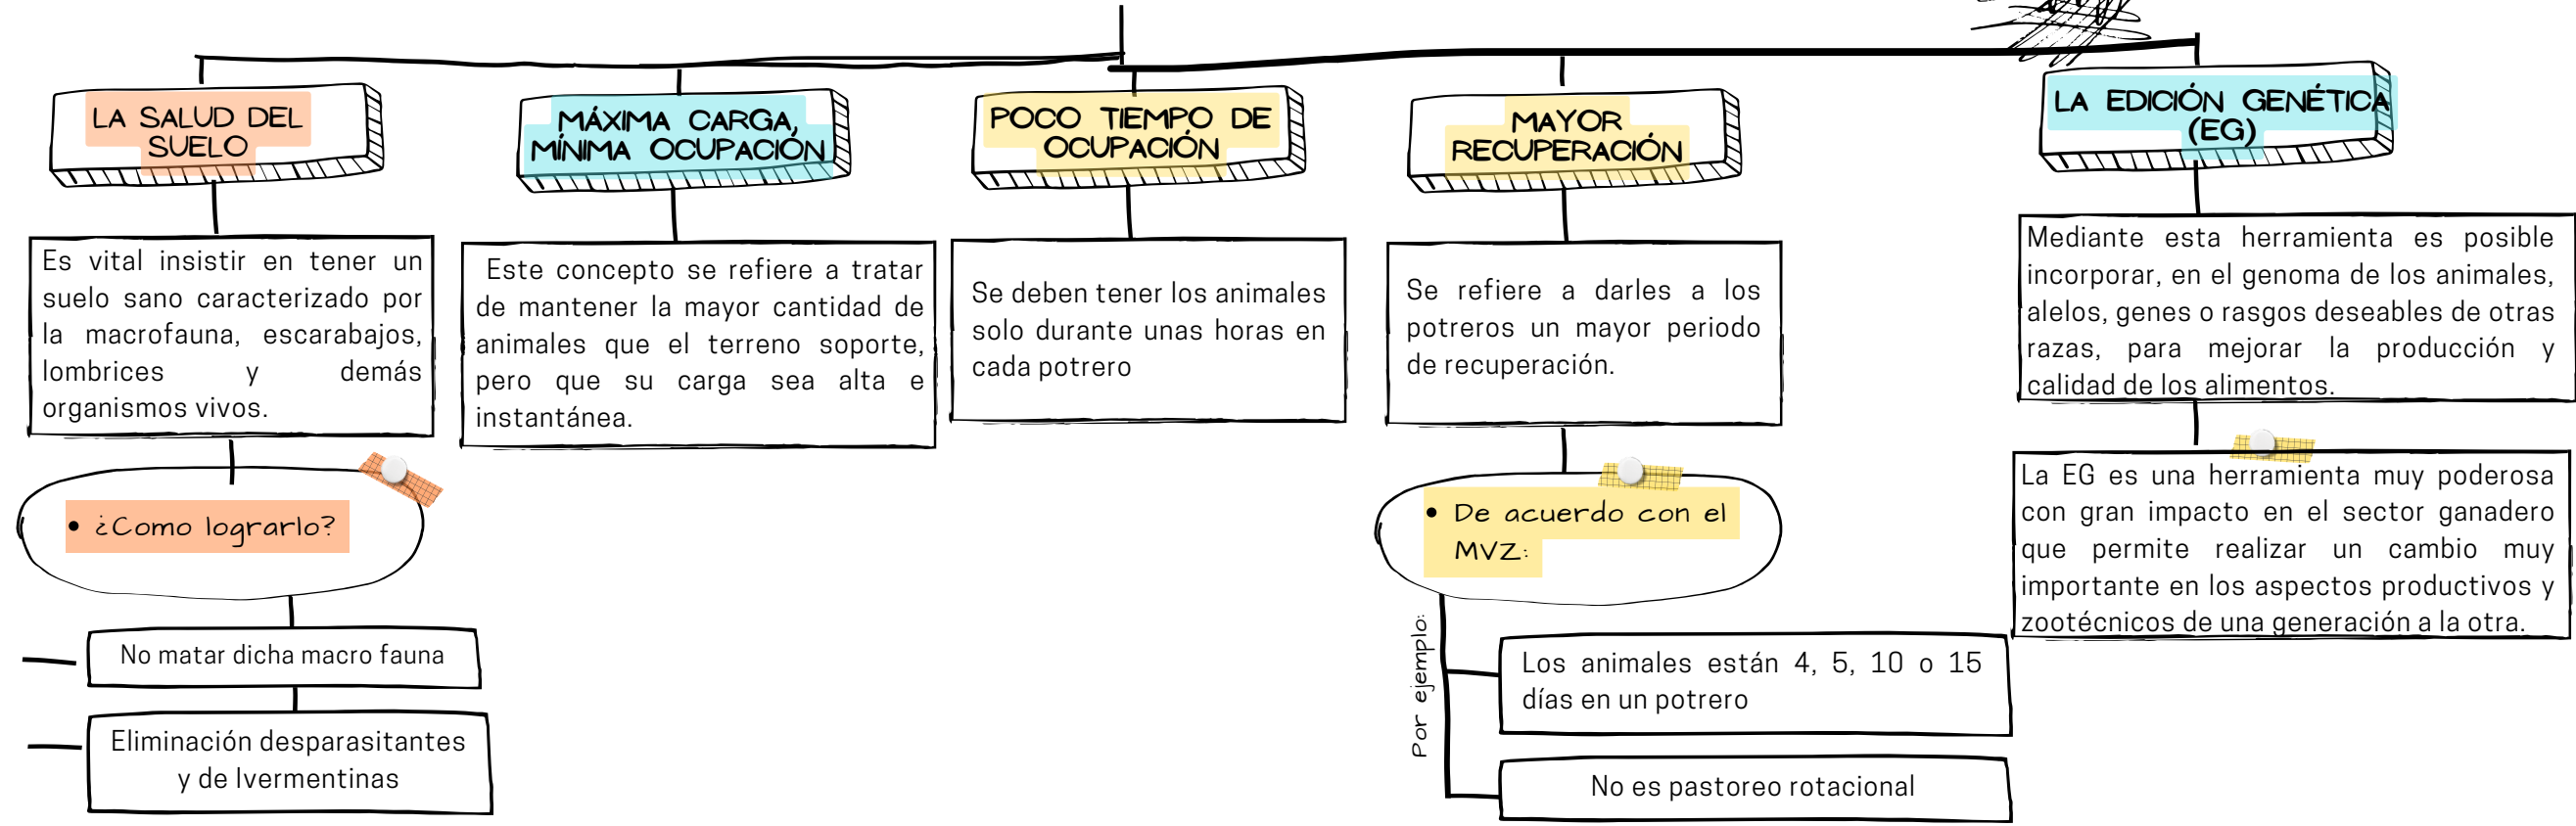 LA SALUD DEL
SUELO
Es vital insistir en tener un
suelo sano caracterizado por
la macrofauna, escarabajos,
lombrices y demás
organismos vivos.
• ¿Como lograrlo?
No matar dicha macro fauna
Eliminación desparasitantes
y de Ivermentinas
MÁXIMA CARGA,
MÍNIMA OCUPACIÓN
Este concepto se refiere a tratar
de mantener la mayor cantidad de
animales que el terreno soporte,
pero que su carga sea alta e
instantánea.
POCO TIEMPO DE
OCUPACIÓN
Se deben tener los animales
solo durante unas horas en
cada potrero
MAYOR
RECUPERACIÓN
Se refiere a darles a los
potreros un mayor periodo
de recuperación.
• De acuerdo con el
MVZ:
Por ejemplo:
Los animales están 4, 5, 10 o 15
días en un potrero
No es pastoreo rotacional
LA EDICIÓN GENÉTICA
(EG)
Mediante esta herramienta es posible
incorporar, en el genoma de los animales,
alelos, genes o rasgos deseables de otras
razas, para mejorar la producción y
calidad de los alimentos.
La EG es una herramienta muy poderosa
con gran impacto en el sector ganadero
que permite realizar un cambio muy
importante en los aspectos productivos y
zootécnicos de una generación a la otra.